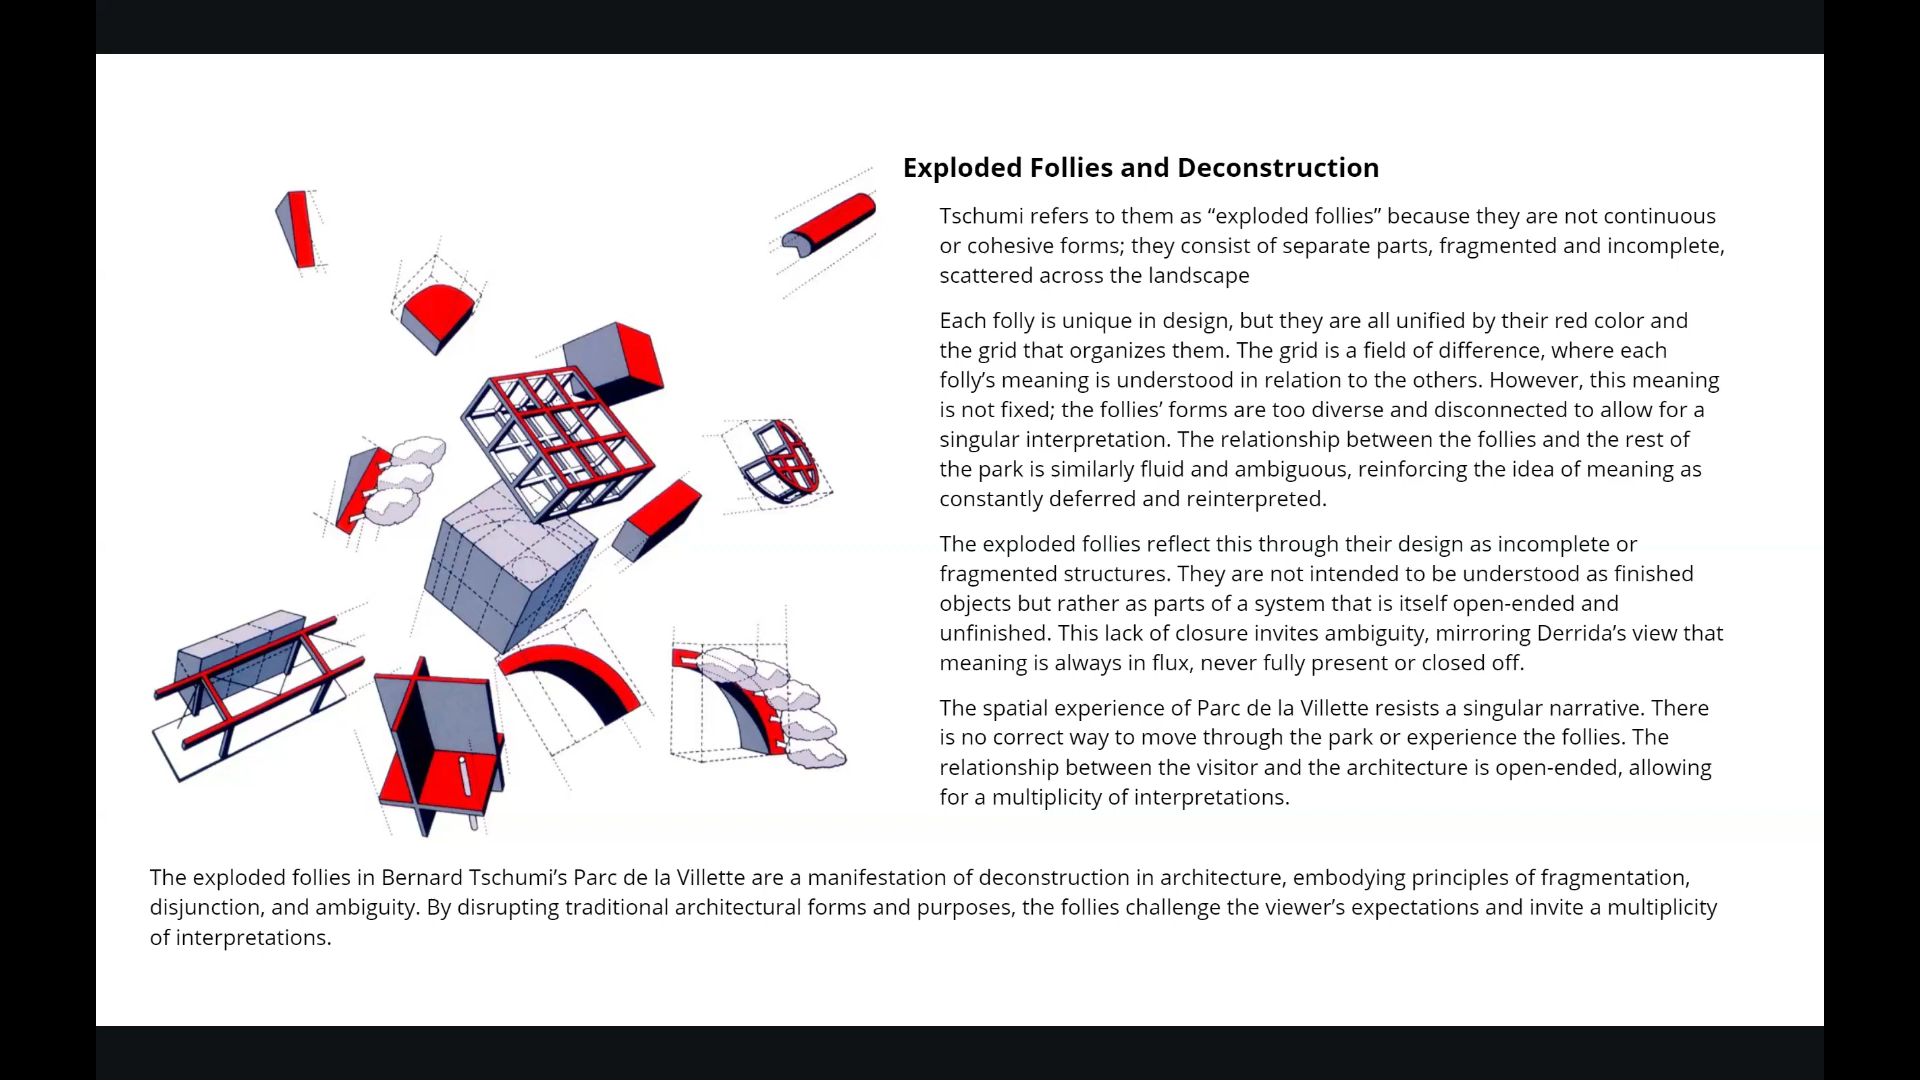 Exploded Follies and Deconstruction
Tschumi refers to them as “exploded follies” because they are not continuous
or cohesive forms; they consist of separate parts, fragmented and incomplete,
scattered across the landscape
Each folly is unique in design, but they are all unified by their red color and
the grid that organizes them. The grid is a field of difference, where each
folly’s meaning is understood in relation to the others. However, this meaning
is not fixed; the follies’ forms are too diverse and disconnected to allow for a
singular interpretation. The relationship between the follies and the rest of
the park is similarly fluid and ambiguous, reinforcing the idea of meaning as
constantly deferred and reinterpreted.
The exploded follies reflect this through their design as incomplete or
fragmented structures. They are not intended to be understood as finished
objects but rather as parts of a system that is itself open-ended and
unfinished. This lack of closure invites ambiguity, mirroring Derrida’s view that
meaning is always in flux, never fully present or closed off.
The spatial experience of Parc de la Villette resists a singular narrative. There
is no correct way to move through the park or experience the follies. The
relationship between the visitor and the architecture is open-ended, allowing
for a multiplicity of interpretations.
The exploded follies in Bernard Tschumi’s Parc de la Villette are a manifestation of deconstruction in architecture, embodying principles of fragmentation,
disjunction, and ambiguity. By disrupting traditional architectural forms and purposes, the follies challenge the viewer’s expectations and invite a multiplicity
of interpretations.